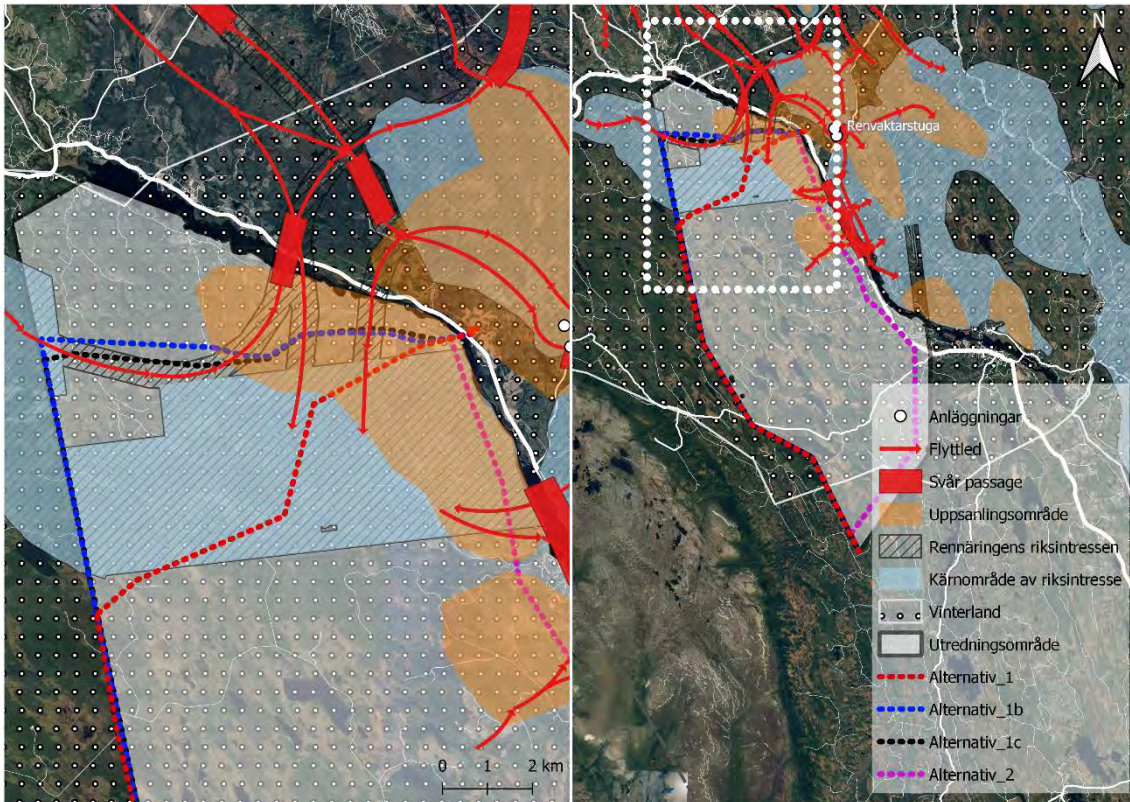 N
Renvaktarstuga
Anläggningar
Flyttled
Svår passage
Uppsanlingsområde
Rennäringens riksintressen
Kärnområde av riksintresse
Vinterland
Utredningsområde
Alternativ_1
Alternativ_1b
Alternativ_1c
Alternativ_2
0 1 2 km